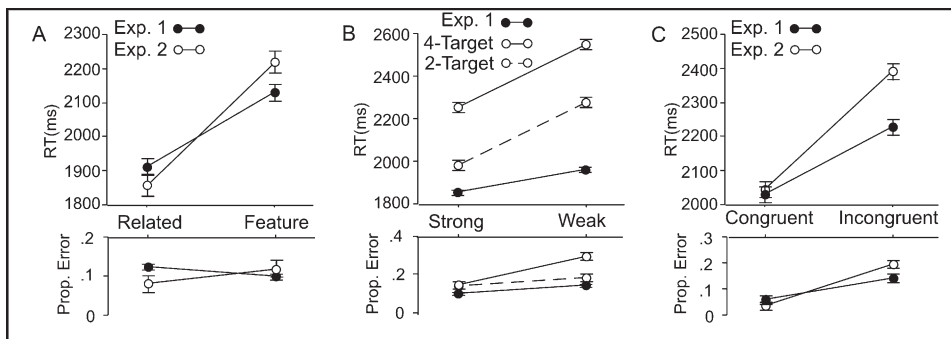 A
Exp. 1
Exp. 2
2300
2200
2100
2000
1900
1800
RT(ms)
Related
Feature
.2
.1
0
Prop. Error
B
Exp. 1
4-Target
2-Target
2600
2400
2200
2000
1800
RT(ms)
Strong
Weak
.4
.2
0
Prop. Error
C
Exp. 1
Exp. 2
2500
2400
2300
2200
2100
2000
RT(ms)
Congruent
Incongruent
.3
.2
.1
0
Prop. Error